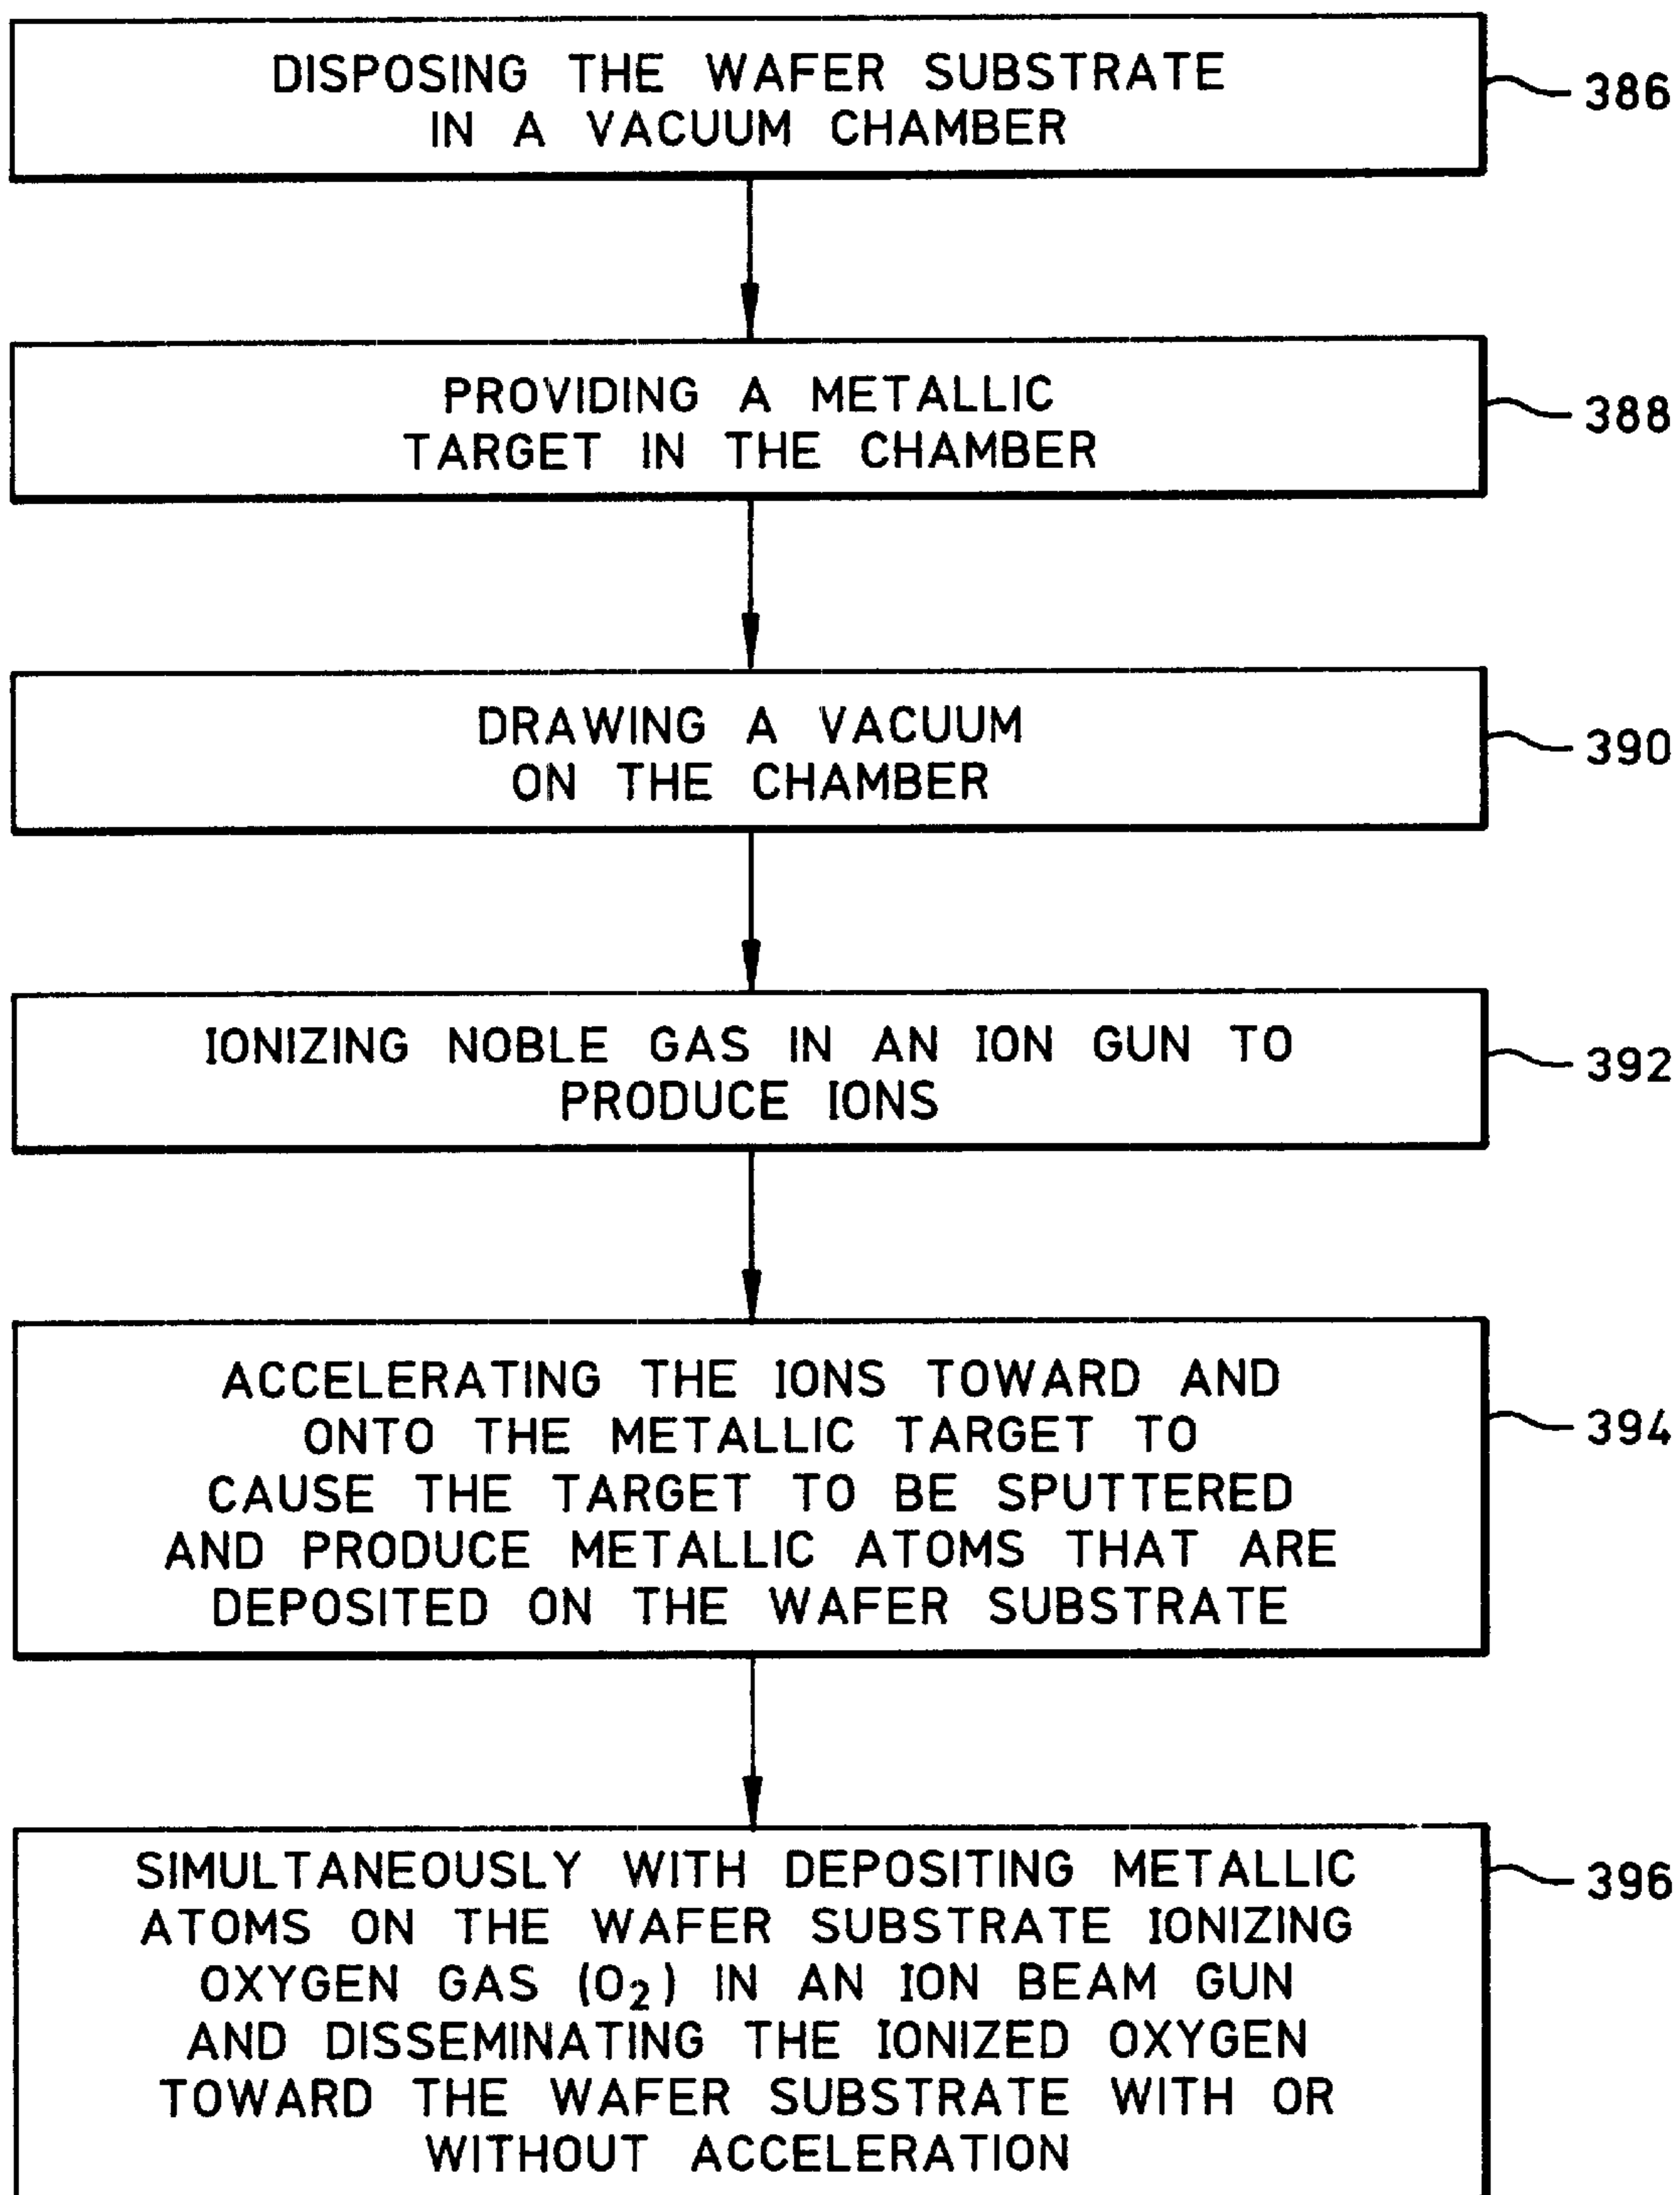 DISPOSING THE WAFER SUBSTRATE
IN A VACUUM CHAMBER
386
PROVIDING A METALLIC
TARGET IN THE CHAMBER
388
DRAWING A VACUUM
ON THE CHAMBER
390
IONIZING NOBLE GAS IN AN ION GUN TO
PRODUCE IONS
392
ACCELERATING THE IONS TOWARD AND
ONTO THE METALLIC TARGET TO
CAUSE THE TARGET TO BE SPUTTERED
AND PRODUCE METALLIC ATOMS THAT ARE
DEPOSITED ON THE WAFER SUBSTRATE
394
SIMULTANEOUSLY WITH DEPOSITING METALLIC
ATOMS ON THE WAFER SUBSTRATE IONIZING
OXYGEN GAS (O₂) IN AN ION BEAM GUN
AND DISSEMINATING THE IONIZED OXYGEN
TOWARD THE WAFER SUBSTRATE WITH OR
WITHOUT ACCELERATION
396